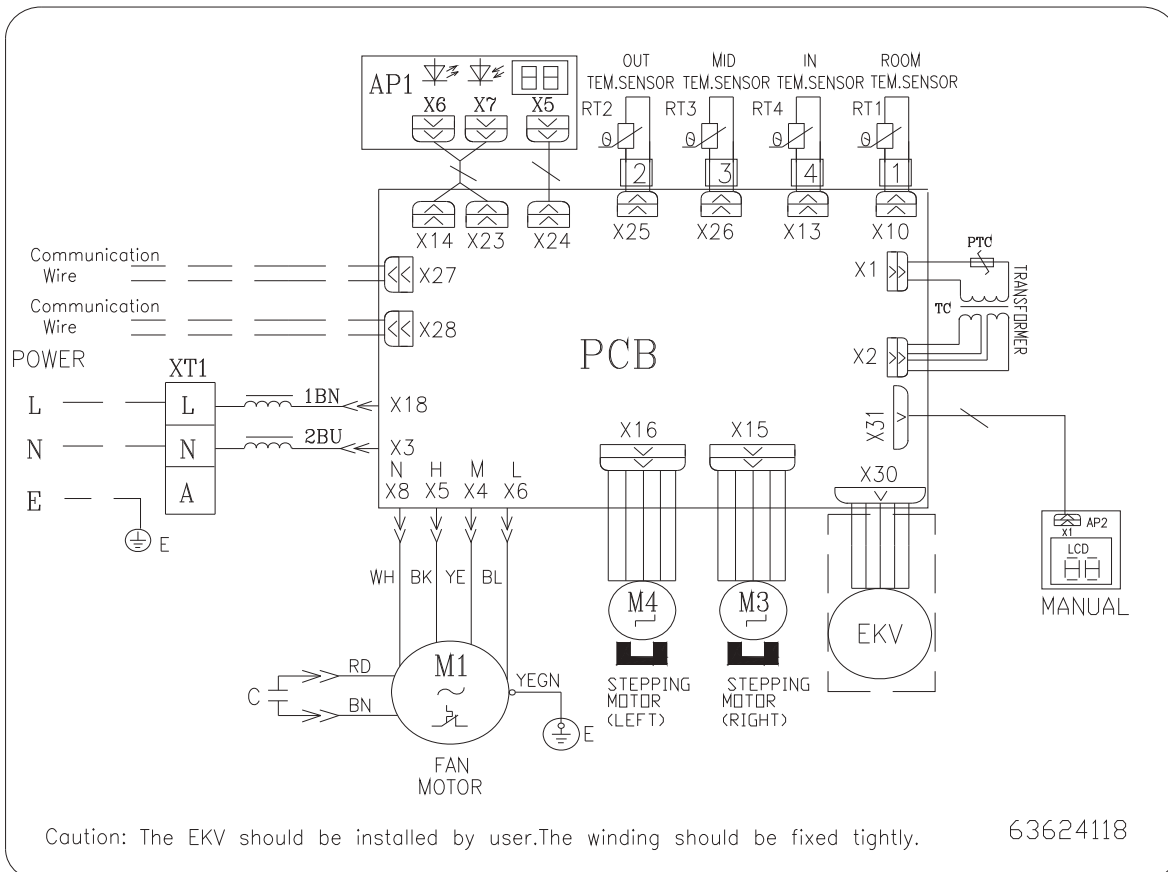 OUT MID IN ROOM
TEM.SENSOR TEM.SENSOR TEM.SENSOR TEM.SENSOR
AP1
X6 X7 X5
RT2 RT3 RT4 RT1
θ θ θ θ
2 3 4 1
X14 X23 X24 X25 X26 X13 X10
Communication
Wire
X27
Communication
Wire
X28
X1
PTC
TC
TRANSFORMER
X2
PCB
POWER
XT1
L L 1BN X18
N N 2BU X3
E A
E
X31
N H M L
X8 X5 X4 X6
X16 X15
X30
AP2
X1
LCD
MANUAL
WH BK YE BL
M4 M3
EKV
RD
C
BN
M1
~
YEGN
E
STEPPING
MOTOR
(LEFT)
STEPPING
MOTOR
(RIGHT)
FAN
MOTOR
Caution: The EKV should be installed by user.The winding should be fixed tightly.
63624118